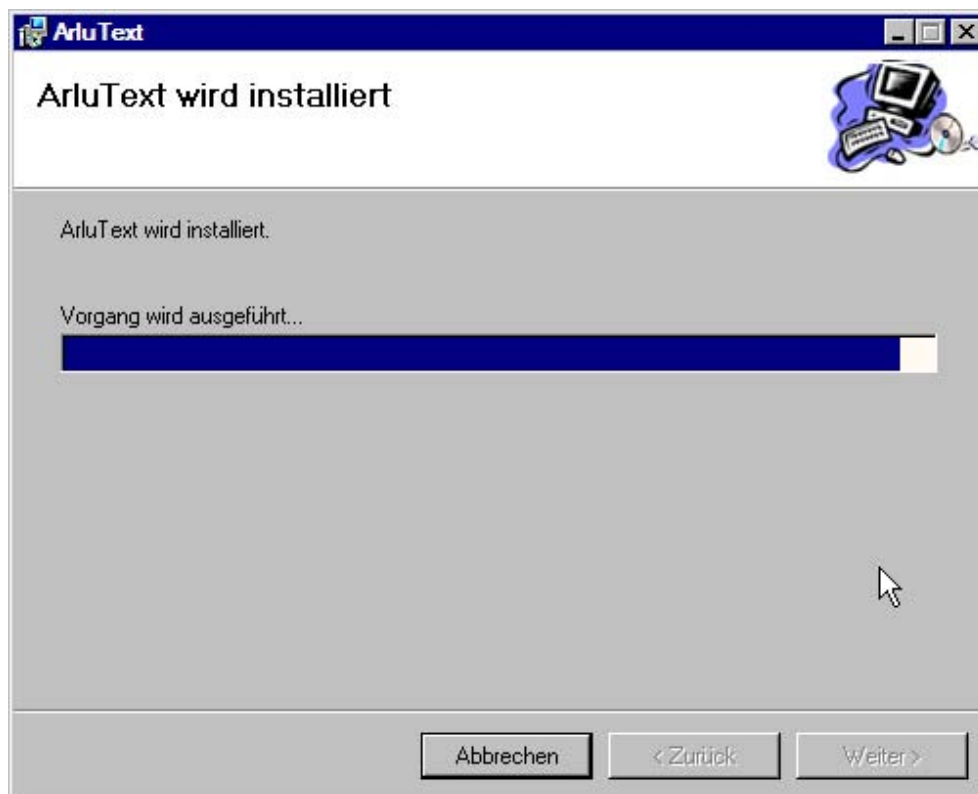 ArluText
ArluText wird installiert
ArluText wird installiert.
Vorgang wird ausgeführt...
Abbrechen
< Zurück
Weiter >